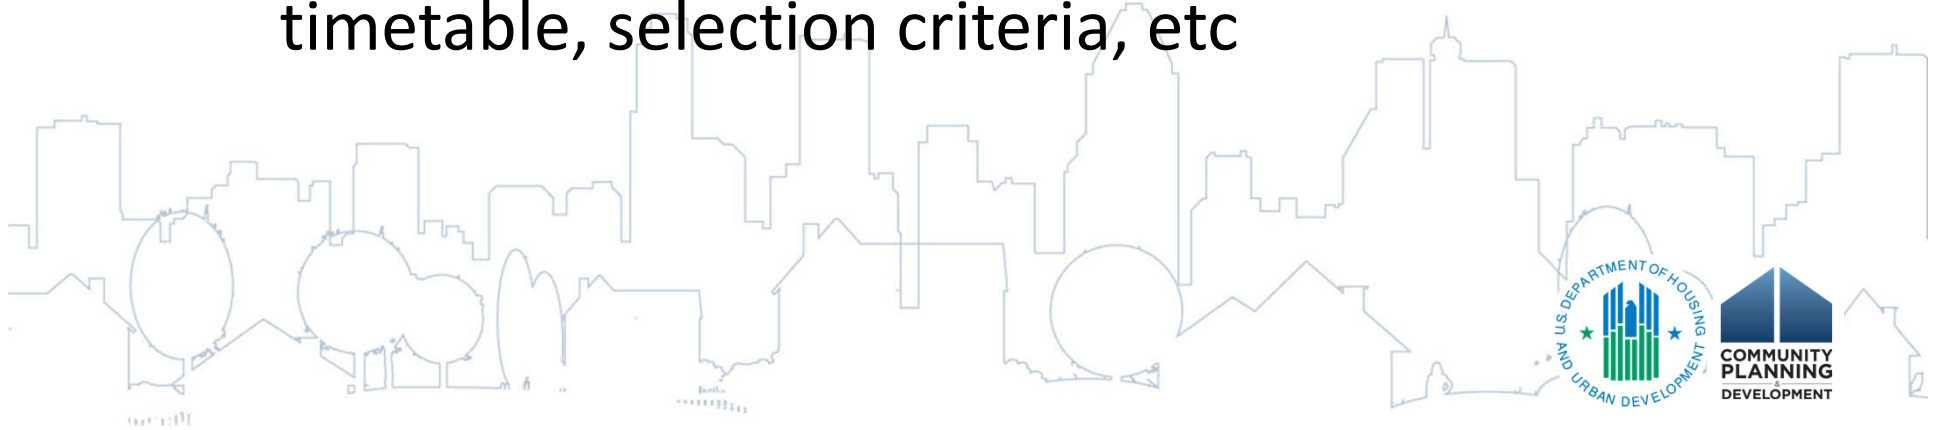 timetable, selection criteria, etc
U.S. DEPARTMENT OF HOUSING
AND URBAN DEVELOPMENT
COMMUNITY
PLANNING
&
DEVELOPMENT